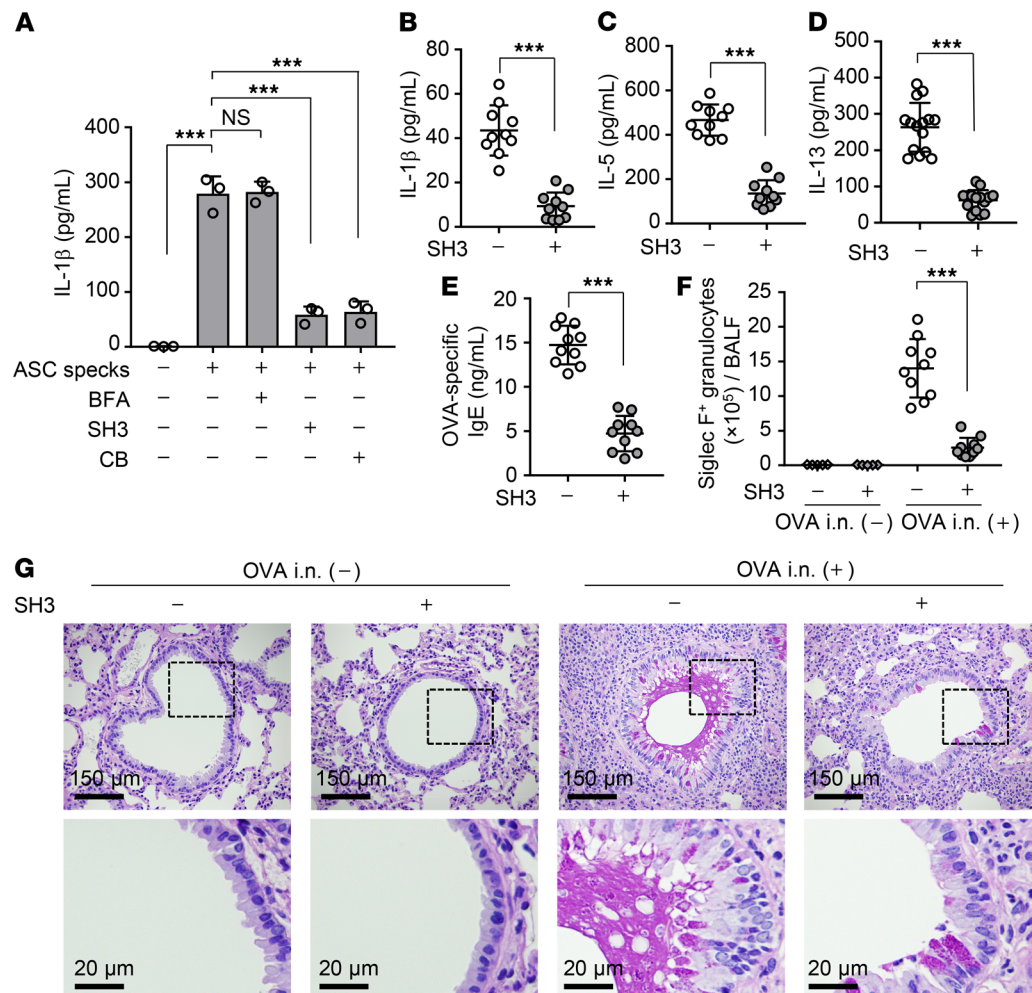 A
IL-1β (pg/mL)
400
300
200
100
0
***
***
***
NS
ASC specks − + + + +
BFA − − + − −
SH3 − − − + −
CB − − − − +
B
IL-1β (pg/mL)
80
60
40
20
0
***
SH3 − +
C
IL-5 (pg/mL)
800
600
400
200
0
***
SH3 − +
D
IL-13 (pg/mL)
500
400
300
200
100
0
***
SH3 − +
E
OVA-specific
IgE (ng/mL)
20
15
10
5
0
***
SH3 − +
F
Siglec F⁺ granulocytes
(×10⁵) / BALF
25
20
15
10
5
0
***
SH3 − + − +
OVA i.n. (−) OVA i.n. (+)
G
OVA i.n. (−) OVA i.n. (+)
SH3 − + − +
150 μm 150 μm 150 μm 150 μm
20 μm 20 μm 20 μm 20 μm